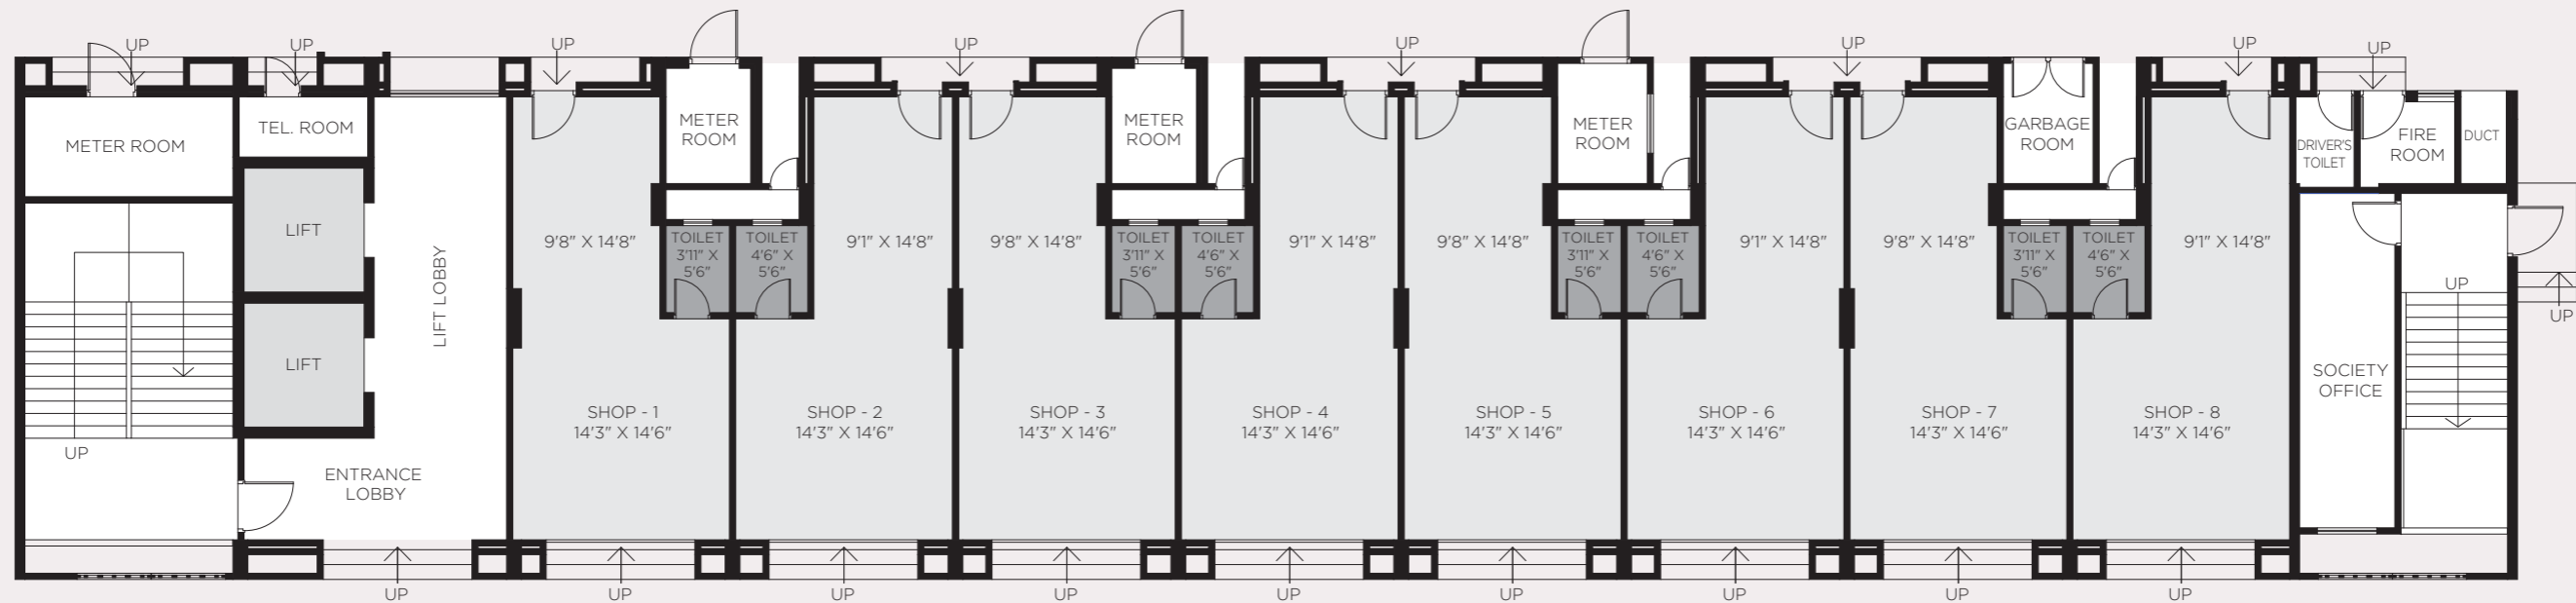 UP
UP
UP
UP
UP
UP
UP
UP
METER ROOM
TEL. ROOM
METER
ROOM
METER
ROOM
METER
ROOM
GARBAGE
ROOM
DRIVER'S
TOILET
FIRE
ROOM
DUCT
LIFT
LIFT
LIFT LOBBY
9'8" X 14'8"
TOILET
3'11" X
5'6"
TOILET
4'6" X
5'6"
9'1" X 14'8"
9'8" X 14'8"
TOILET
3'11" X
5'6"
TOILET
4'6" X
5'6"
9'1" X 14'8"
9'8" X 14'8"
TOILET
3'11" X
5'6"
TOILET
4'6" X
5'6"
9'1" X 14'8"
9'8" X 14'8"
TOILET
3'11" X
5'6"
TOILET
4'6" X
5'6"
9'1" X 14'8"
UP
UP
SOCIETY
OFFICE
SHOP - 1
14'3" X 14'6"
SHOP - 2
14'3" X 14'6"
SHOP - 3
14'3" X 14'6"
SHOP - 4
14'3" X 14'6"
SHOP - 5
14'3" X 14'6"
SHOP - 6
14'3" X 14'6"
SHOP - 7
14'3" X 14'6"
SHOP - 8
14'3" X 14'6"
UP
ENTRANCE
LOBBY
UP
UP
UP
UP
UP
UP
UP
UP
UP